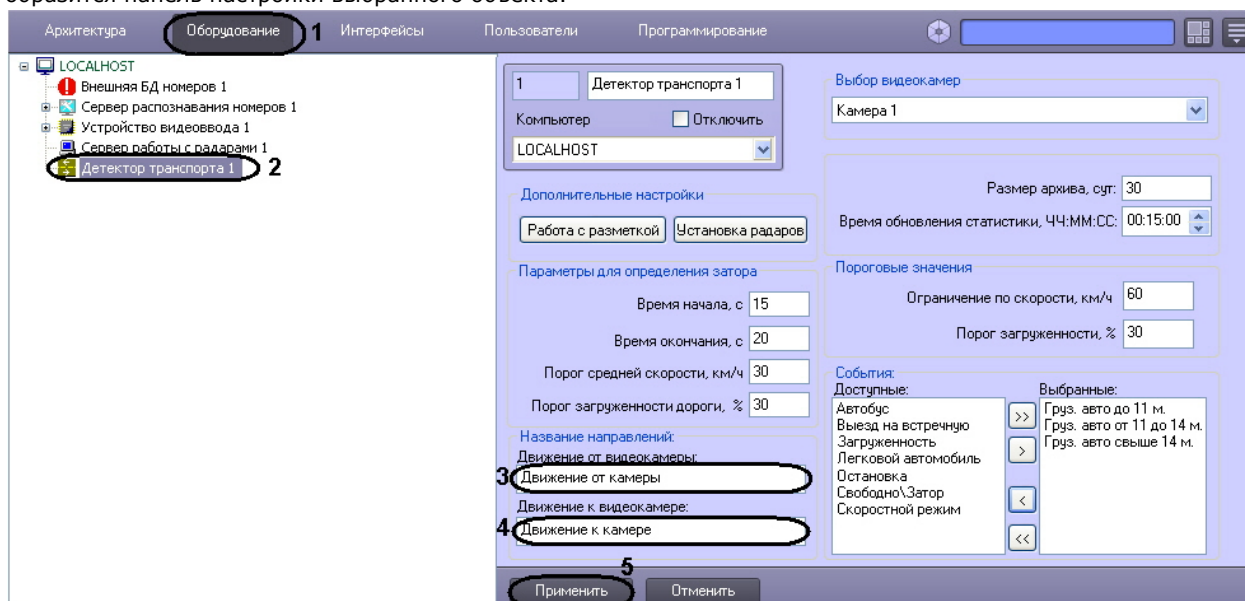 образится панель настройки выбранного объекта.
Архитектура Оборудование 1 Интерфейсы Пользователи Программирование
LOCALHOST
Внешняя БД номеров 1
Сервер распознавания номеров 1
Устройство видеоввода 1
Сервер работы с радарами 1
Детектор транспорта 1 2
1 Детектор транспорта 1
Компьютер Отключить
LOCALHOST
Дополнительные настройки
Работа с разметкой Установка радаров
Параметры для определения затора
Время начала, с 15
Время окончания, с 20
Порог средней скорости, км/ч 30
Порог загруженности дороги, % 30
Название направлений:
Движение от видеокамеры:
3 Движение от камеры
Движение к видеокамере:
4 Движение к камере
Выбор видеокамер
Камера 1
Размер архива, сут: 30
Время обновления статистики, ЧЧ:ММ:СС: 00:15:00
Пороговые значения
Ограничение по скорости, км/ч 60
Порог загруженности, % 30
События:
Доступные: Выбранные:
Автобус >> Груз. авто до 11 м.
Выезд на встречную Груз. авто от 11 до 14 м.
Загруженность > Груз. авто свыше 14 м.
Легковой автомобиль
Остановка
Свободно\Затор <
Скоростной режим
<<
5
Применить Отменить